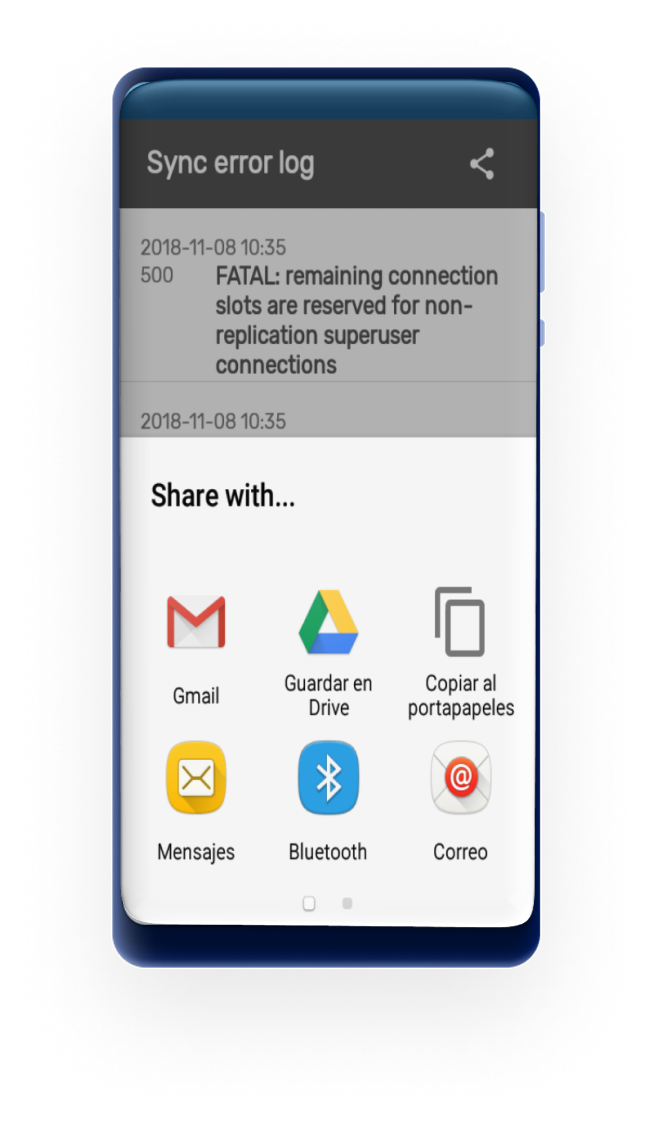 Sync error log
2018-11-08 10:35
500 FATAL: remaining connection
slots are reserved for non-
replication superuser
connections
2018-11-08 10:35
Share with...
Gmail
Guardar en
Drive
Copiar al
portapapeles
Mensajes
Bluetooth
Correo